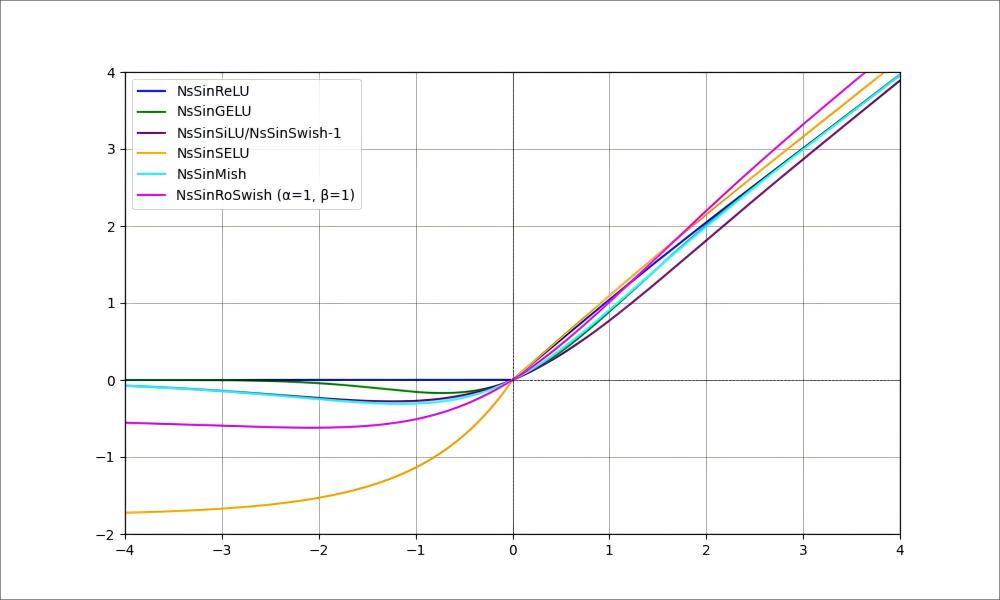 4
3
2
1
0
−1
−2
−4
−3
−2
−1
0
1
2
3
4
NsSinReLU
NsSinGELU
NsSinSiLU/NsSinSwish-1
NsSinSELU
NsSinMish
NsSinRoSwish (α=1, β=1)